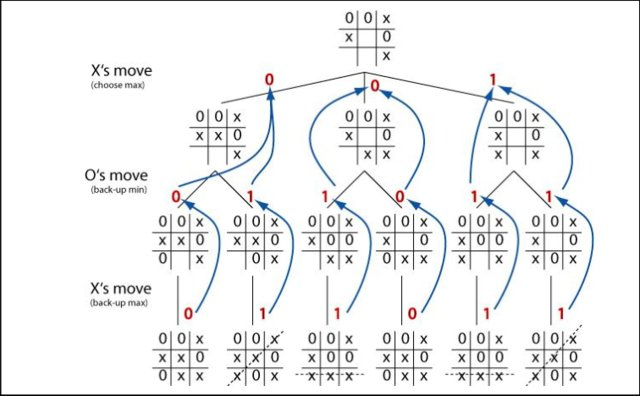 0 0 x
x 0
x
X's move
(choose max)
0 0 1
0 0 x 0 0 x 0 0 x
x x 0 x 0 x 0
x x x
O's move
(back-up min)
0 1 1 0 1 1
0 0 x 0 0 x 0 0 x 0 0 x 0 0 x 0 0 x
x x 0 x x 0 x 0 0 x 0 x 0 0 x 0
0 x 0 x x x 0 x x x x x 0 x
X's move
(back-up max)
0 1 1 0 1 1
0 0 x 0 0 x 0 0 x 0 0 x 0 0 x 0 0 x
x x 0 x x 0 x 0 0 x x 0 x 0 0 x x 0
0 x x x 0 x x x x 0 x x x x x x 0 x